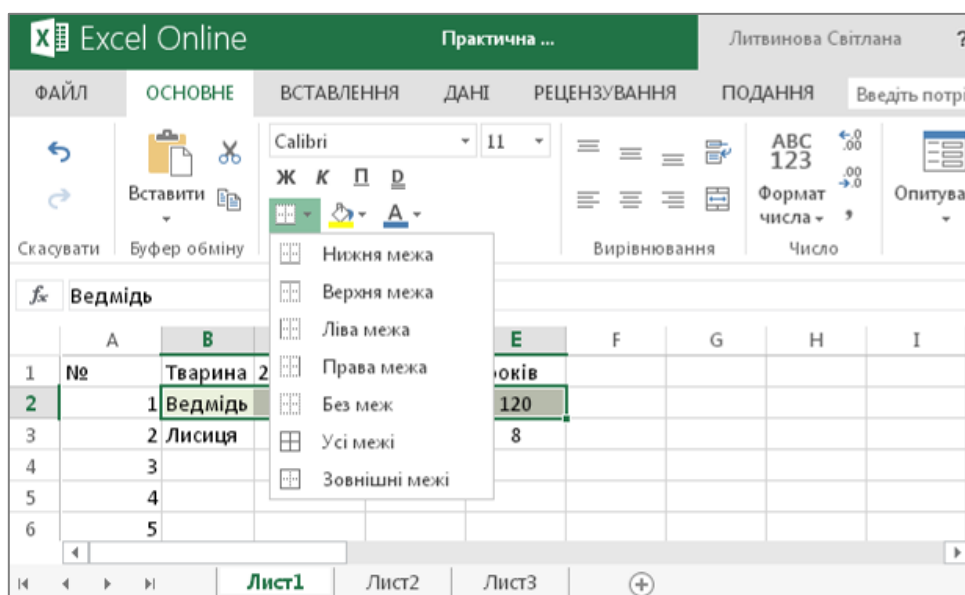 Excel Online Практична ... Литвинова Світлана ?
ФАЙЛ ОСНОВНЕ ВСТАВЛЕННЯ ДАНІ РЕЦЕНЗУВАННЯ ПОДАННЯ Введіть потрі
Calibri 11 ABC 123
Вставити Ж К П D Формат числа Опитува
Скасувати Буфер обміну Вирівнювання Число
Нижня межа
fx Ведмідь Верхня межа
Ліва межа
A B E F G H I
1 № Тварина 2 Права межа років
2 1 Ведмідь Без меж 120
3 2 Лисиця Усі межі 8
4 3 Зовнішні межі
5 4
6 5
Лист1 Лист2 Лист3